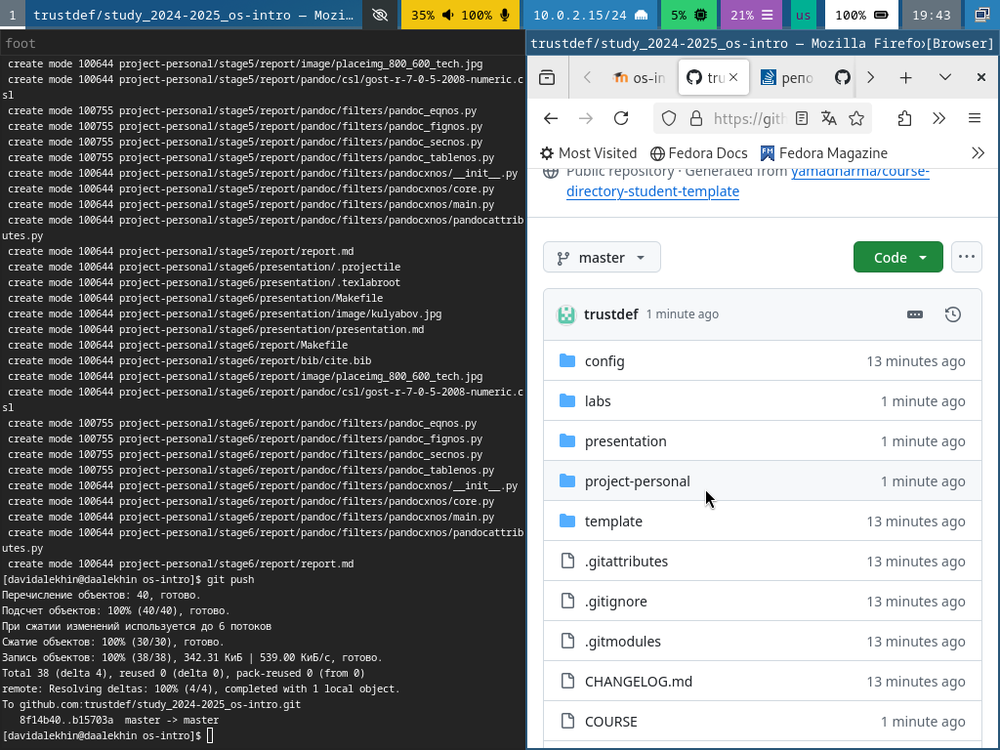 1 trustdef/study_2024-2025_os-intro — Mozi… 35% 100% 10.0.2.15/24 5% 21% us 100% 19:43
foot
create mode 100644 project-personal/stage5/report/image/placeimg_800_600_tech.jpg
create mode 100644 project-personal/stage5/report/pandoc/csl/gost-r-7-0-5-2008-numeric.c
sl
create mode 100755 project-personal/stage5/report/pandoc/filters/pandoc_eqnos.py
create mode 100755 project-personal/stage5/report/pandoc/filters/pandoc_fignos.py
create mode 100755 project-personal/stage5/report/pandoc/filters/pandoc_secnos.py
create mode 100755 project-personal/stage5/report/pandoc/filters/pandoc_tablenos.py
create mode 100644 project-personal/stage5/report/pandoc/filters/pandocxnos/__init__.py
create mode 100644 project-personal/stage5/report/pandoc/filters/pandocxnos/core.py
create mode 100644 project-personal/stage5/report/pandoc/filters/pandocxnos/main.py
create mode 100644 project-personal/stage5/report/pandoc/filters/pandocxnos/pandocattrib
utes.py
create mode 100644 project-personal/stage5/report/report.md
create mode 100644 project-personal/stage6/presentation/.projectile
create mode 100644 project-personal/stage6/presentation/.texlabroot
create mode 100644 project-personal/stage6/presentation/Makefile
create mode 100644 project-personal/stage6/presentation/image/kulyabov.jpg
create mode 100644 project-personal/stage6/presentation/presentation.md
create mode 100644 project-personal/stage6/report/Makefile
create mode 100644 project-personal/stage6/report/bib/cite.bib
create mode 100644 project-personal/stage6/report/image/placeimg_800_600_tech.jpg
create mode 100644 project-personal/stage6/report/pandoc/csl/gost-r-7-0-5-2008-numeric.c
sl
create mode 100755 project-personal/stage6/report/pandoc/filters/pandoc_eqnos.py
create mode 100755 project-personal/stage6/report/pandoc/filters/pandoc_fignos.py
create mode 100755 project-personal/stage6/report/pandoc/filters/pandoc_secnos.py
create mode 100755 project-personal/stage6/report/pandoc/filters/pandoc_tablenos.py
create mode 100644 project-personal/stage6/report/pandoc/filters/pandocxnos/__init__.py
create mode 100644 project-personal/stage6/report/pandoc/filters/pandocxnos/core.py
create mode 100644 project-personal/stage6/report/pandoc/filters/pandocxnos/main.py
create mode 100644 project-personal/stage6/report/pandoc/filters/pandocxnos/pandocattrib
utes.py
create mode 100644 project-personal/stage6/report/report.md
[davidalekhin@daalekhin os-intro]$ git push
Перечисление объектов: 40, готово.
Подсчет объектов: 100% (40/40), готово.
При сжатии изменений используется до 6 потоков
Сжатие объектов: 100% (30/30), готово.
Запись объектов: 100% (38/38), 342.31 КиБ | 539.00 КиБ/с, готово.
Total 38 (delta 4), reused 0 (delta 0), pack-reused 0 (from 0)
remote: Resolving deltas: 100% (4/4), completed with 1 local object.
To github.com:trustdef/study_2024-2025_os-intro.git
8f14b40..b15703a master -> master
[davidalekhin@daalekhin os-intro]$
trustdef/study_2024-2025_os-intro — Mozilla Firefo›[Browser]
os-in tru репо
https://gith
Most Visited Fedora Docs Fedora Magazine
Public repository · Generated from yamadharma/course-
directory-student-template
master Code
trustdef 1 minute ago
config 13 minutes ago
labs 1 minute ago
presentation 1 minute ago
project-personal 1 minute ago
template 13 minutes ago
.gitattributes 13 minutes ago
.gitignore 13 minutes ago
.gitmodules 13 minutes ago
CHANGELOG.md 13 minutes ago
COURSE 1 minute ago